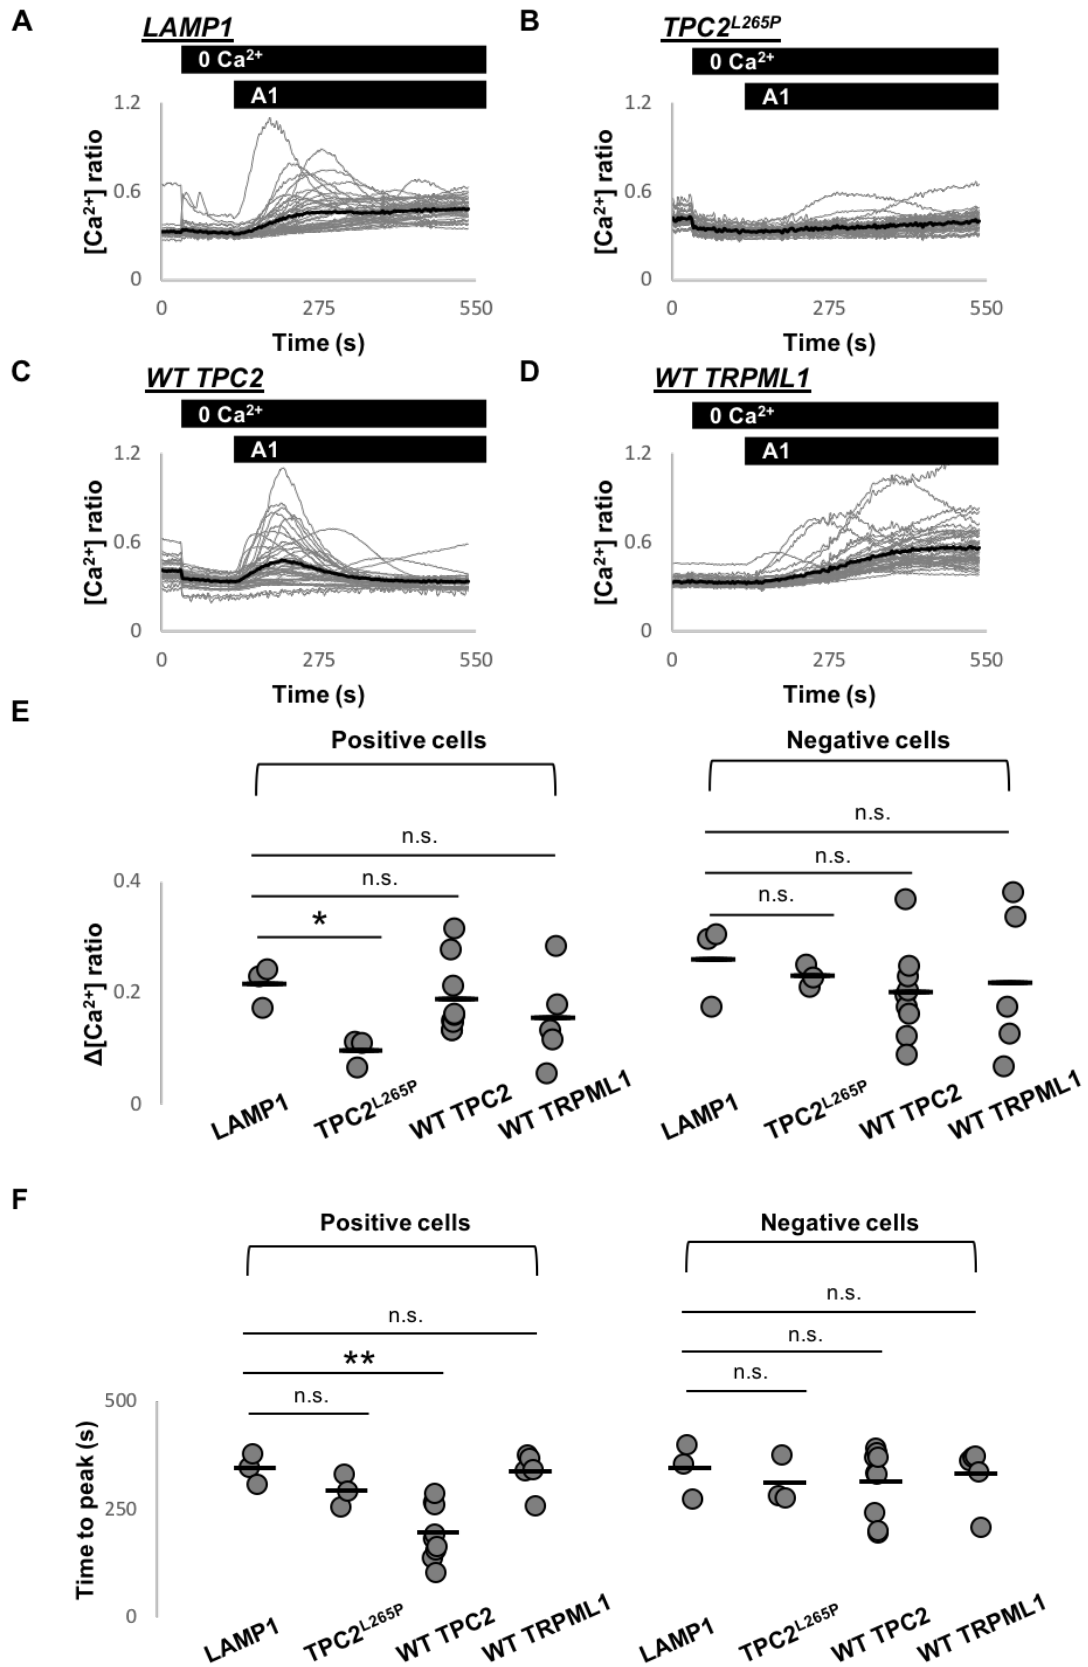 A
LAMP1
0 Ca²⁺
A1
1.2
0.6
0
[Ca²⁺] ratio
0
275
550
Time (s)
B
TPC2ᴸ²⁶⁵ᴾ
0 Ca²⁺
A1
1.2
0.6
0
[Ca²⁺] ratio
0
275
550
Time (s)
C
WT TPC2
0 Ca²⁺
A1
1.2
0.6
0
[Ca²⁺] ratio
0
275
550
Time (s)
D
WT TRPML1
0 Ca²⁺
A1
1.2
0.6
0
[Ca²⁺] ratio
0
275
550
Time (s)
E
Positive cells
n.s.
n.s.
*
Negative cells
n.s.
n.s.
n.s.
0.4
0.2
0
Δ[Ca²⁺] ratio
LAMP1
TPC2ᴸ²⁶⁵ᴾ
WT TPC2
WT TRPML1
LAMP1
TPC2ᴸ²⁶⁵ᴾ
WT TPC2
WT TRPML1
F
Positive cells
n.s.
**
n.s.
Negative cells
n.s.
n.s.
n.s.
500
250
0
Time to peak (s)
LAMP1
TPC2ᴸ²⁶⁵ᴾ
WT TPC2
WT TRPML1
LAMP1
TPC2ᴸ²⁶⁵ᴾ
WT TPC2
WT TRPML1